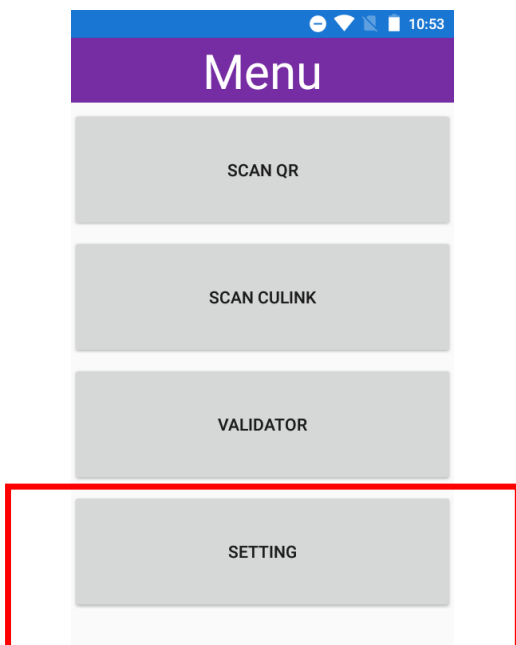 10:53
Menu
SCAN QR
SCAN CULINK
VALIDATOR
SETTING